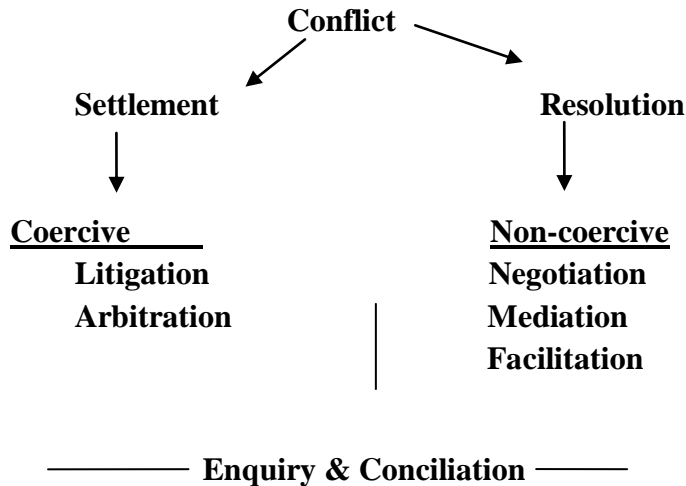 Conflict
Settlement Resolution
Coercive Non-coercive
Litigation Negotiation
Arbitration Mediation
Facilitation
Enquiry & Conciliation